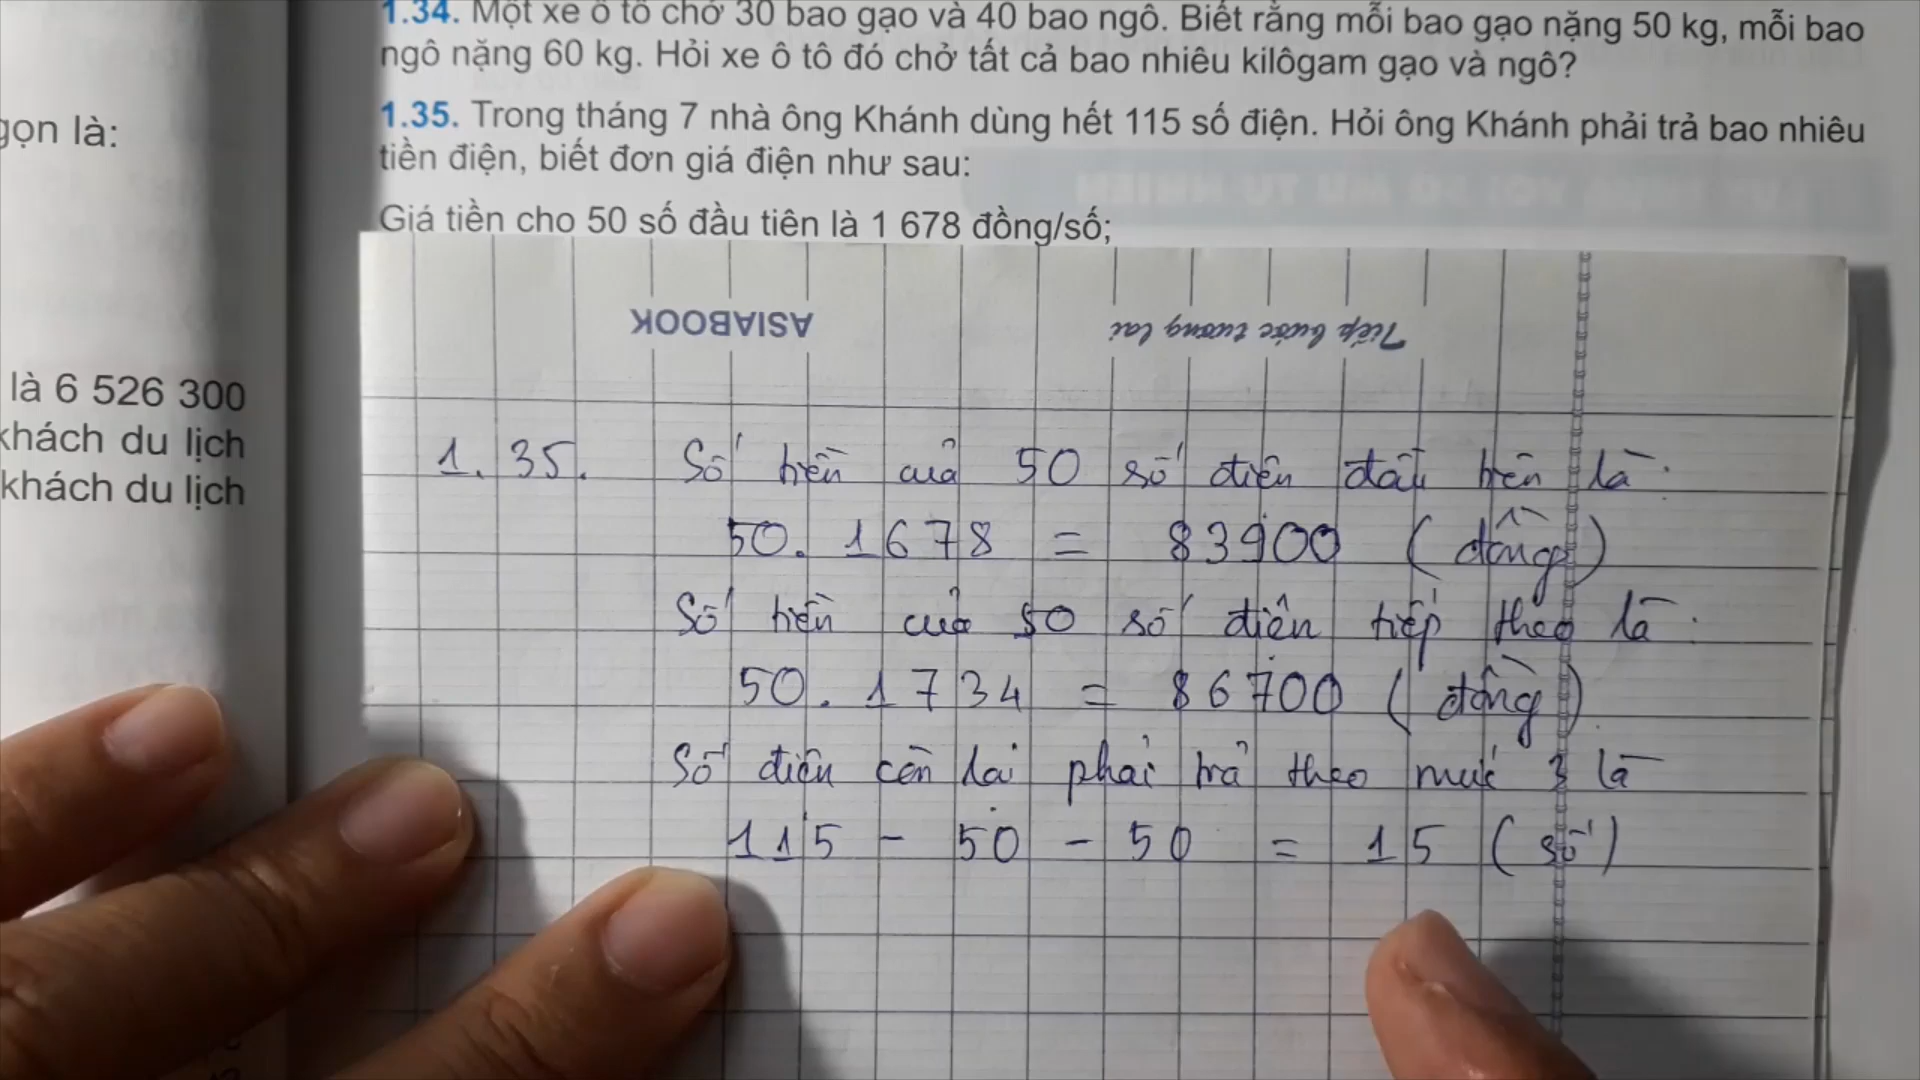 1.34. Một xe ô tô chở 30 bao gạo và 40 bao ngô. Biết rằng mỗi bao gạo nặng 50 kg, mỗi bao
ngô nặng 60 kg. Hỏi xe ô tô đó chở tất cả bao nhiêu kilôgam gạo và ngô?
1.35. Trong tháng 7 nhà ông Khánh dùng hết 115 số điện. Hỏi ông Khánh phải trả bao nhiêu
tiền điện, biết đơn giá điện như sau:
Giá tiền cho 50 số đầu tiên là 1 678 đồng/số;
gọn là:
là 6 526 300
khách du lịch
khách du lịch
ASIABOOK
Tiếp bước tương lai
1.35. Số tiền của 50 số điện đầu tiên là:
50.1678 = 83900 (đồng)
Số tiền của 50 số điện tiếp theo là:
50.1734 = 86700 (đồng)
Số điện còn lại phải trả theo mức 3 là
115 - 50 - 50 = 15 (số)